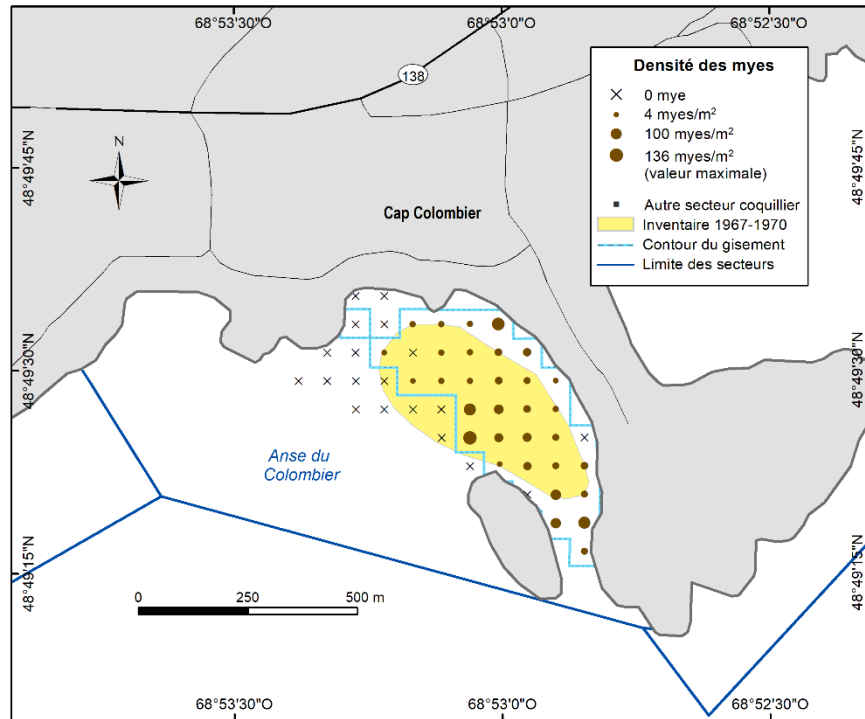 68°53'30"O 68°53'0"O 68°52'30"O
138
48°49'45"N
48°49'45"N
N
Cap Colombier
Densité des myes
0 mye
4 myes/m²
100 myes/m²
136 myes/m²
(valeur maximale)
Autre secteur coquillier
Inventaire 1967-1970
Contour du gisement
Limite des secteurs
48°49'30"N
48°49'30"N
Anse du
Colombier
48°49'15"N
48°49'15"N
0 250 500 m
68°53'30"O 68°53'0"O 68°52'30"O